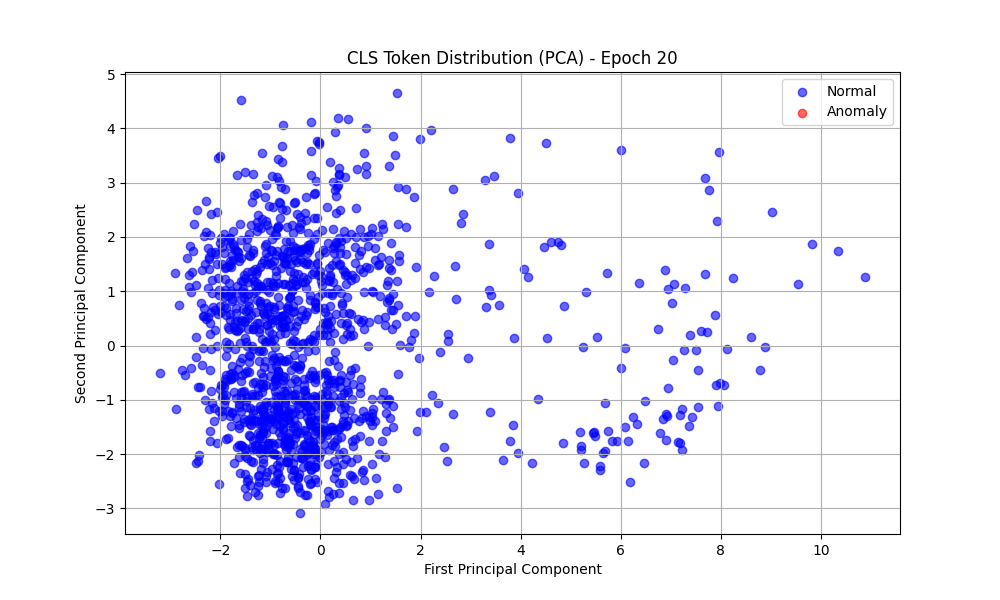 CLS Token Distribution (PCA) - Epoch 20
Normal
Anomaly
5
4
3
2
1
0
−1
−2
−3
Second Principal Component
−2 0 2 4 6 8 10
First Principal Component